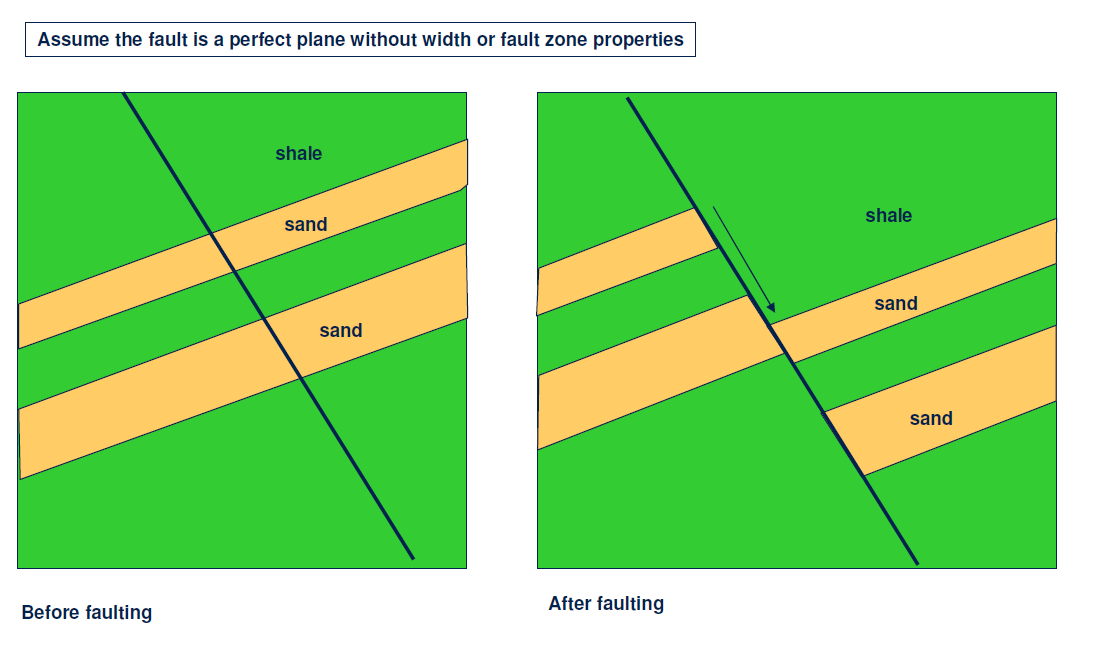 Assume the fault is a perfect plane without width or fault zone properties
shale
sand
sand
shale
sand
sand
Before faulting
After faulting